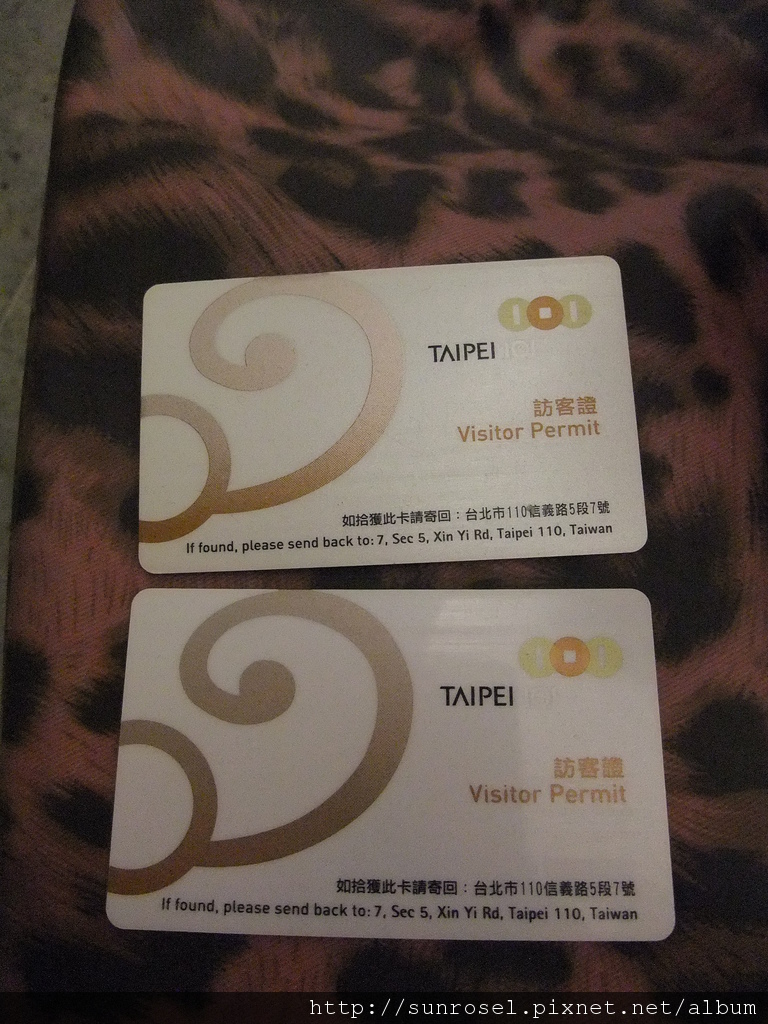 TAIPEI 101
訪客證
Visitor Permit
如拾獲此卡請寄回：台北市110信義路5段7號
If found, please send back to: 7, Sec 5, Xin Yi Rd, Taipei 110, Taiwan
TAIPEI 101
訪客證
Visitor Permit
如拾獲此卡請寄回：台北市110信義路5段7號
If found, please send back to: 7, Sec 5, Xin Yi Rd, Taipei 110, Taiwan
http://sunrosel.pixnet.net/album